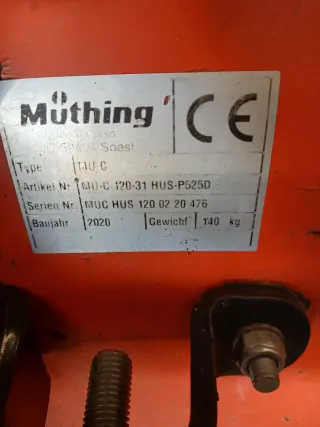 Müthing
CE
Soest
Type MU-C
Artikel Nr. MU-C 120-31 HUS-P525D
Serien Nr. MUC HUS 120 02 20 476
Baujahr 2020 Gewicht 140 kg